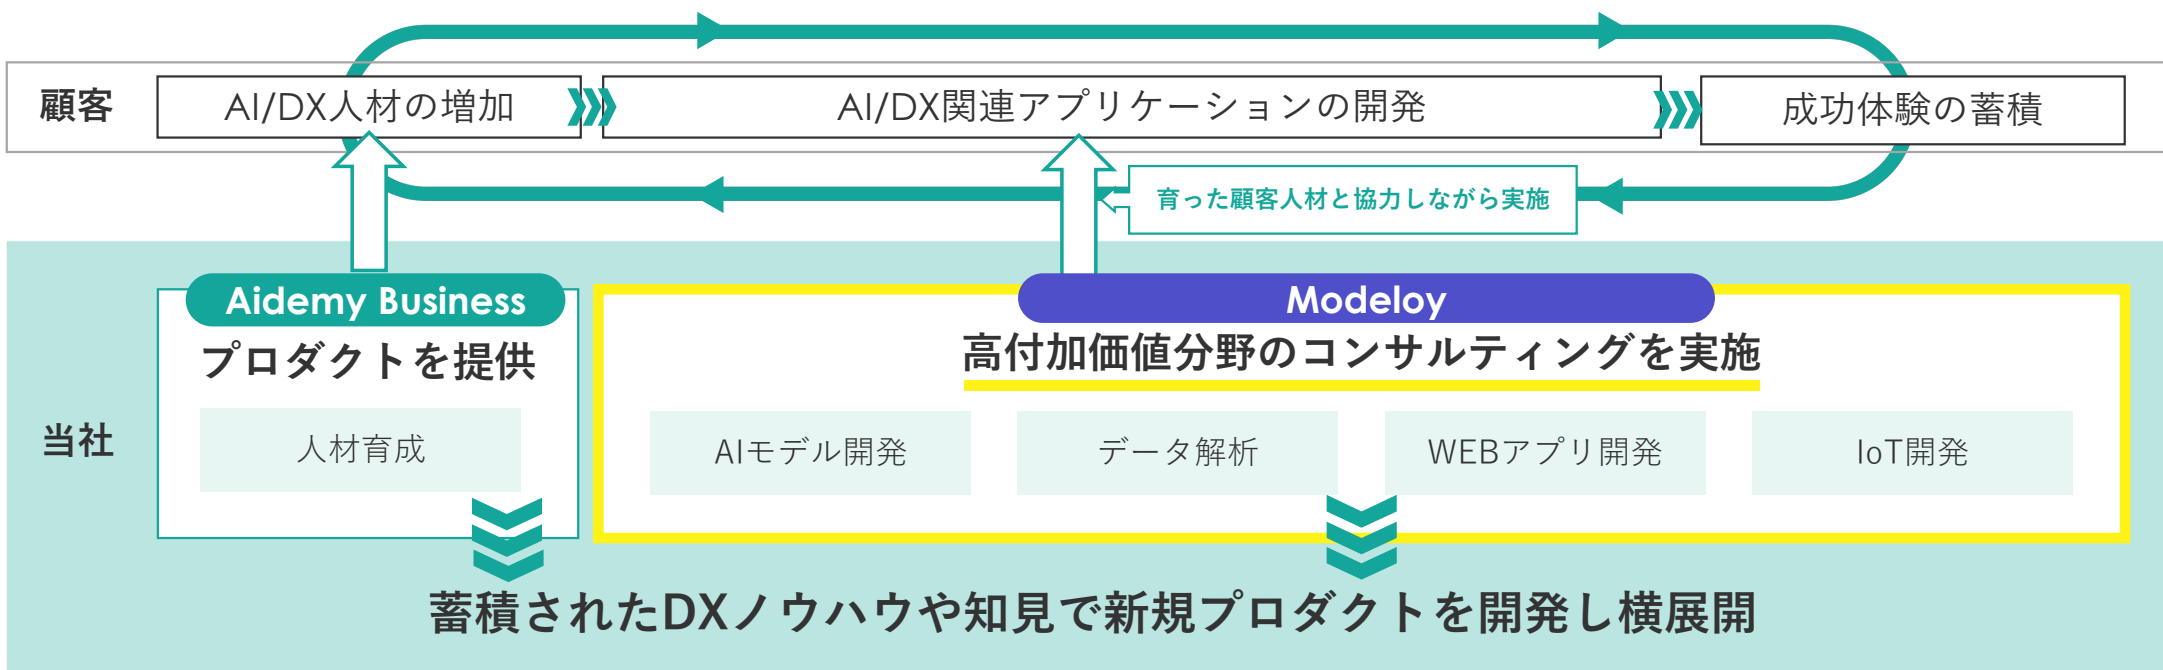 顧客
AI/DX人材の増加
AI/DX関連アプリケーションの開発
成功体験の蓄積
育った顧客人材と協力しながら実施
当社
Aidemy Business
プロダクトを提供
人材育成
Modeloy
高付加価値分野のコンサルティングを実施
AIモデル開発
データ解析
WEBアプリ開発
IoT開発
蓄積されたDXノウハウや知見で新規プロダクトを開発し横展開